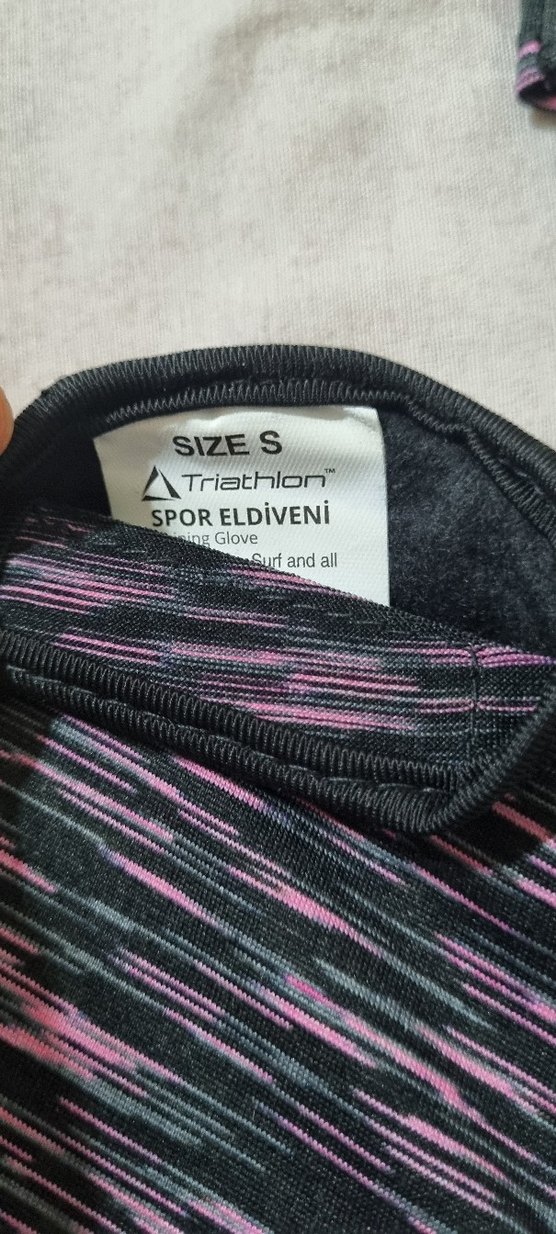 SIZE S
Triathlon™
SPOR ELDİVENİ
Glove
Surf and all